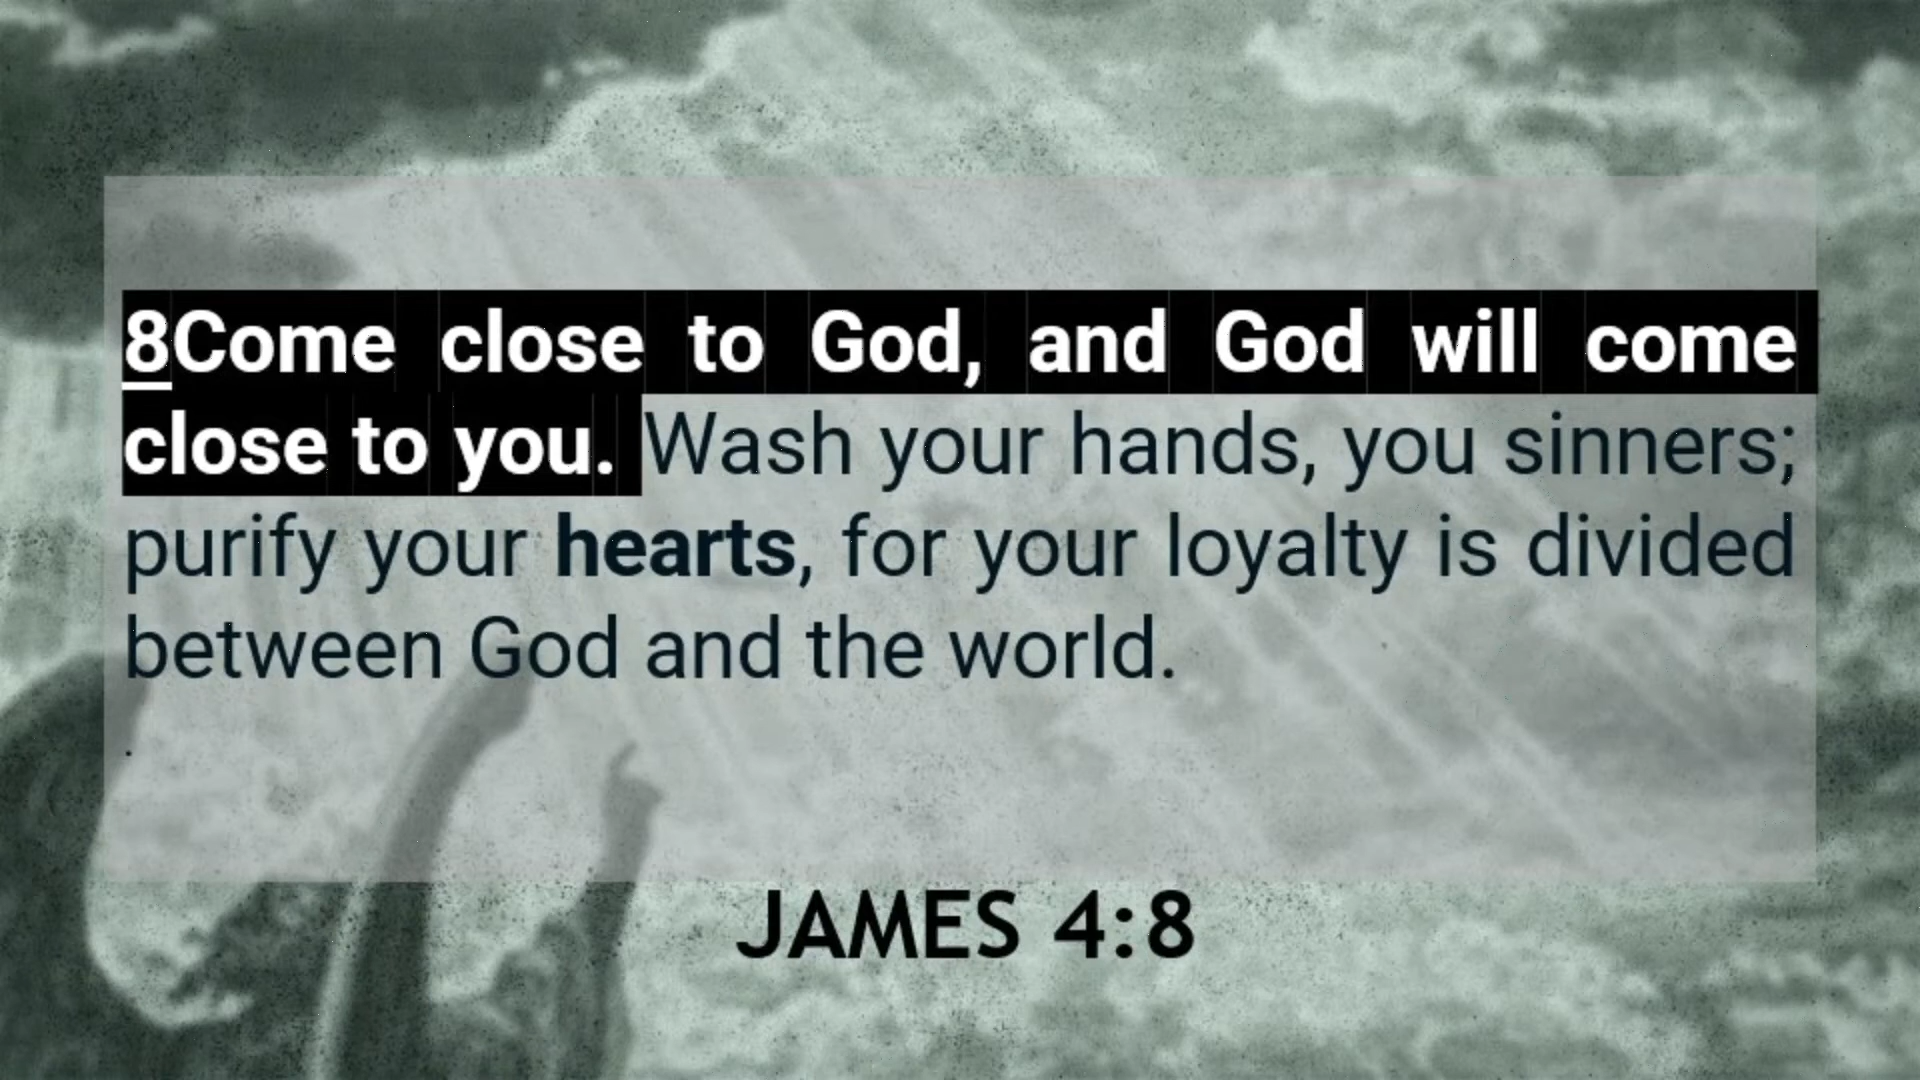 8Come close to God, and God will come
close to you. Wash your hands, you sinners;
purify your hearts, for your loyalty is divided
between God and the world.
.
JAMES 4:8